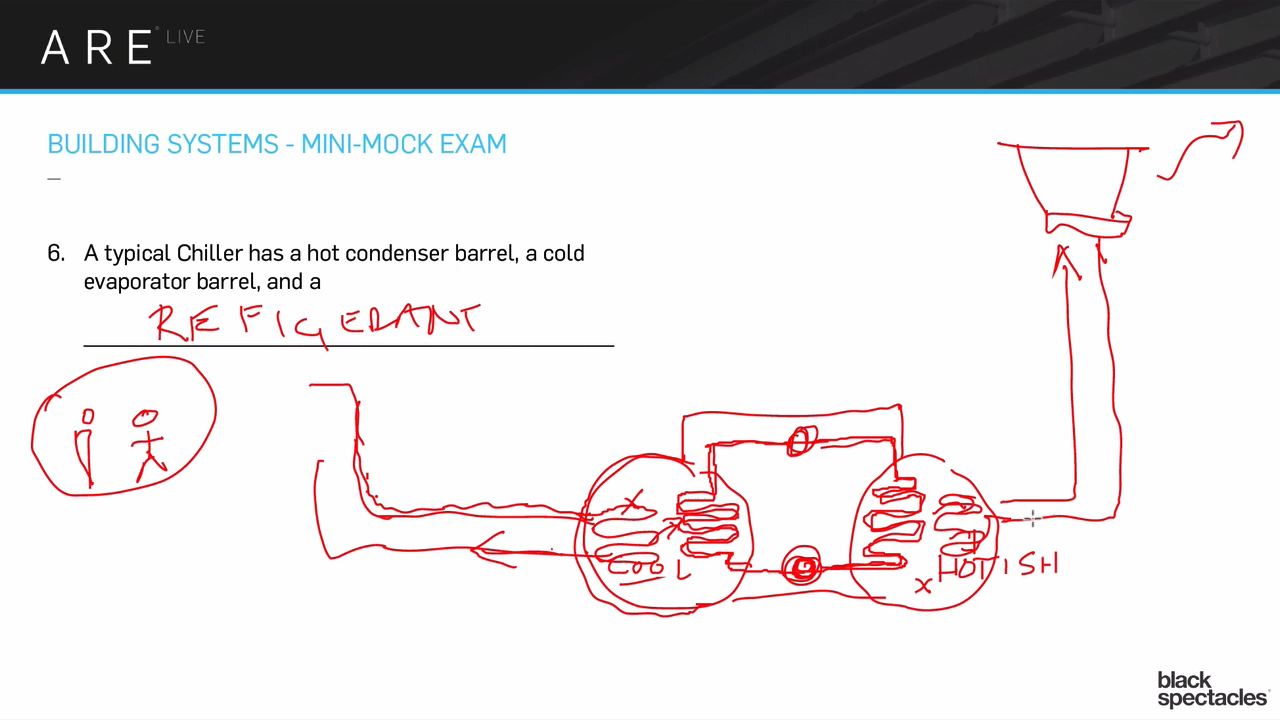 ARE® LIVE
BUILDING SYSTEMS - MINI-MOCK EXAM
6. A typical Chiller has a hot condenser barrel, a cold
evaporator barrel, and a
REFIGERANT
COOL
HOTISH
black
spectacles